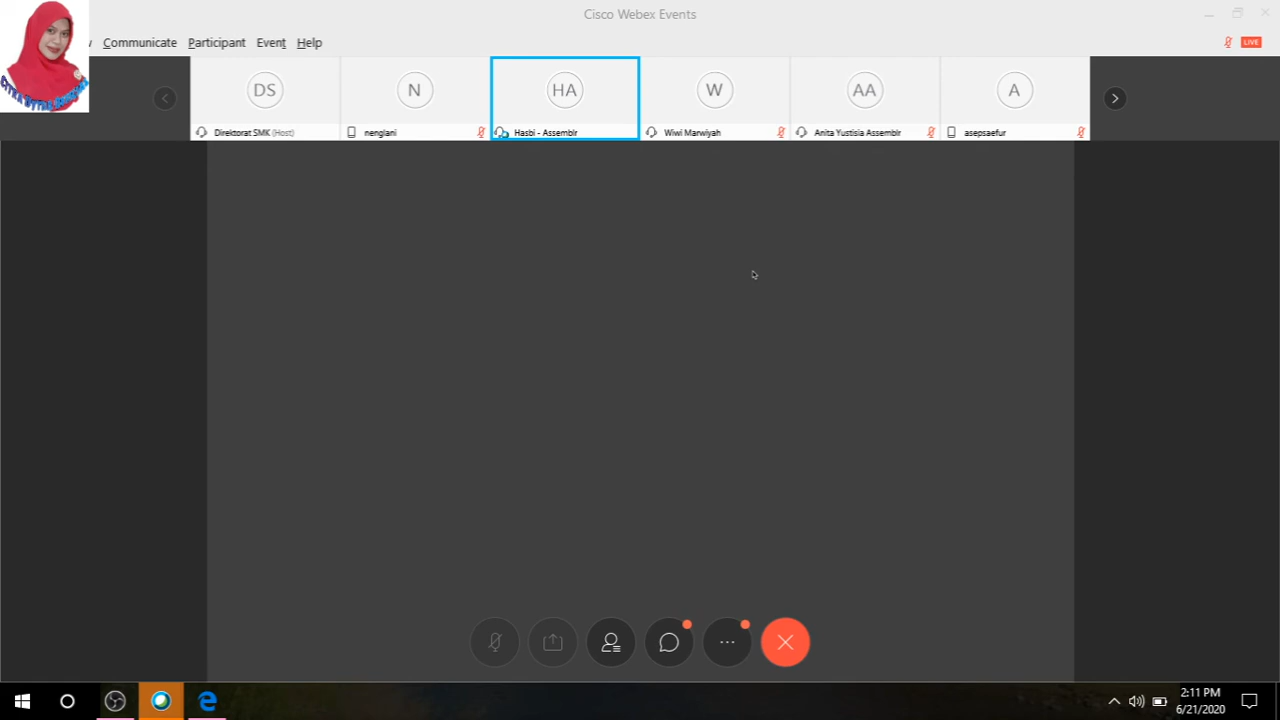 Cisco Webex Events
Communicate Participant Event Help
LIVE
DS N HA W AA A
Direktorat SMK (Host) nenglani Hasbi - Assemblr Wiwi Marwiyah Anita Yustisia Assemblr asepsaefur
2:11 PM
6/21/2020